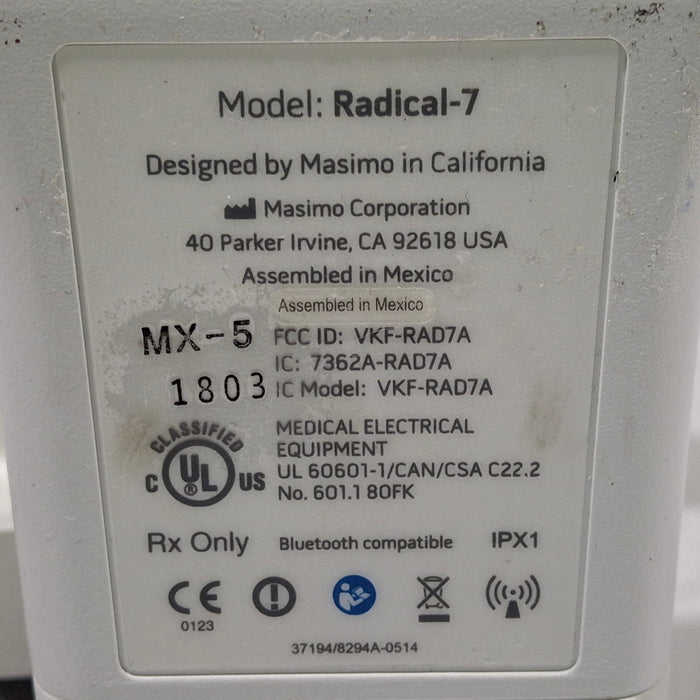 Model: Radical-7
Designed by Masimo in California
Masimo Corporation
40 Parker Irvine, CA 92618 USA
Assembled in Mexico
Assembled in Mexico
MX-5
FCC ID: VKF-RAD7A
IC: 7362A-RAD7A
1803
IC Model: VKF-RAD7A
CLASSIFIED
C UL US
®
MEDICAL ELECTRICAL
EQUIPMENT
UL 60601-1/CAN/CSA C22.2
No. 601.1 80FK
Rx Only
Bluetooth compatible
IPX1
CE
0123
37194/8294A-0514